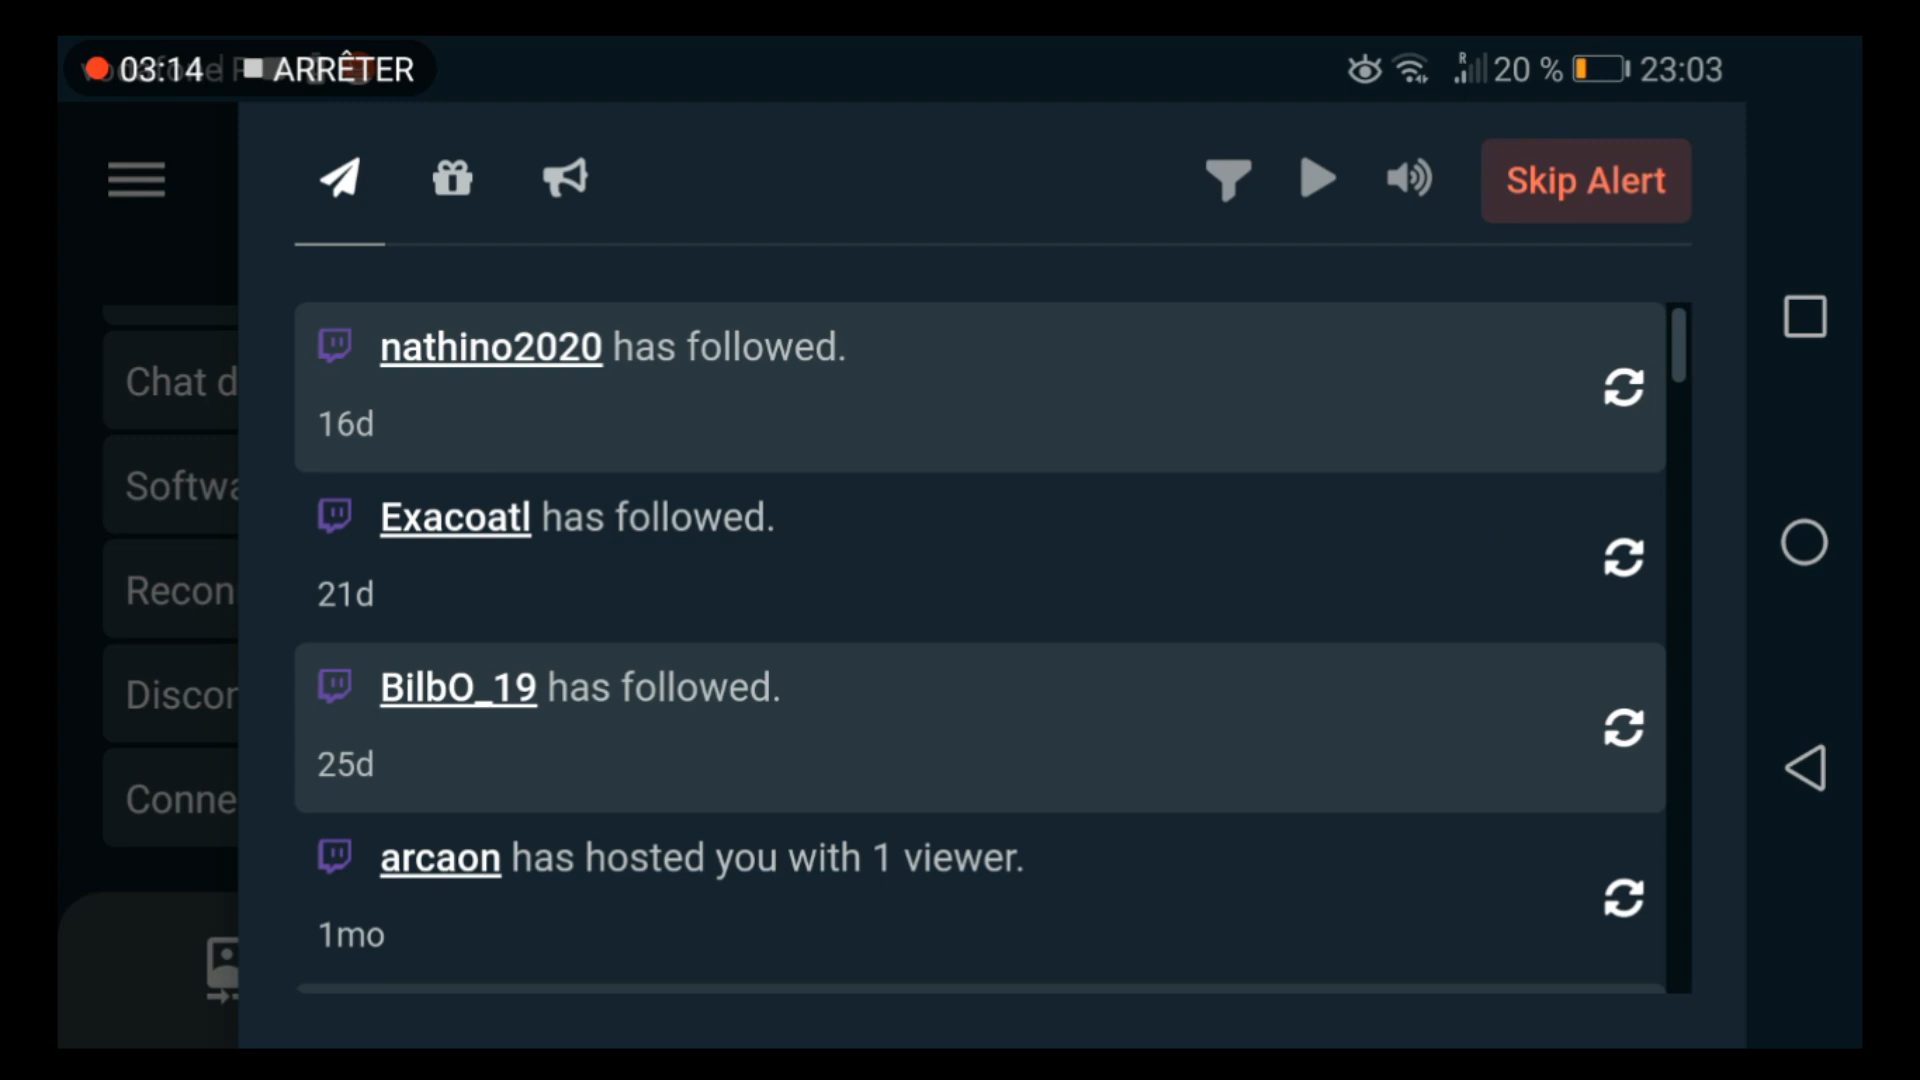 03:14 ARRÊTER
20 % 23:03
Skip Alert
Chat d
Softwa
Recon
Discor
Conne
nathino2020 has followed.
16d
Exacoatl has followed.
21d
BilbO_19 has followed.
25d
arcaon has hosted you with 1 viewer.
1mo